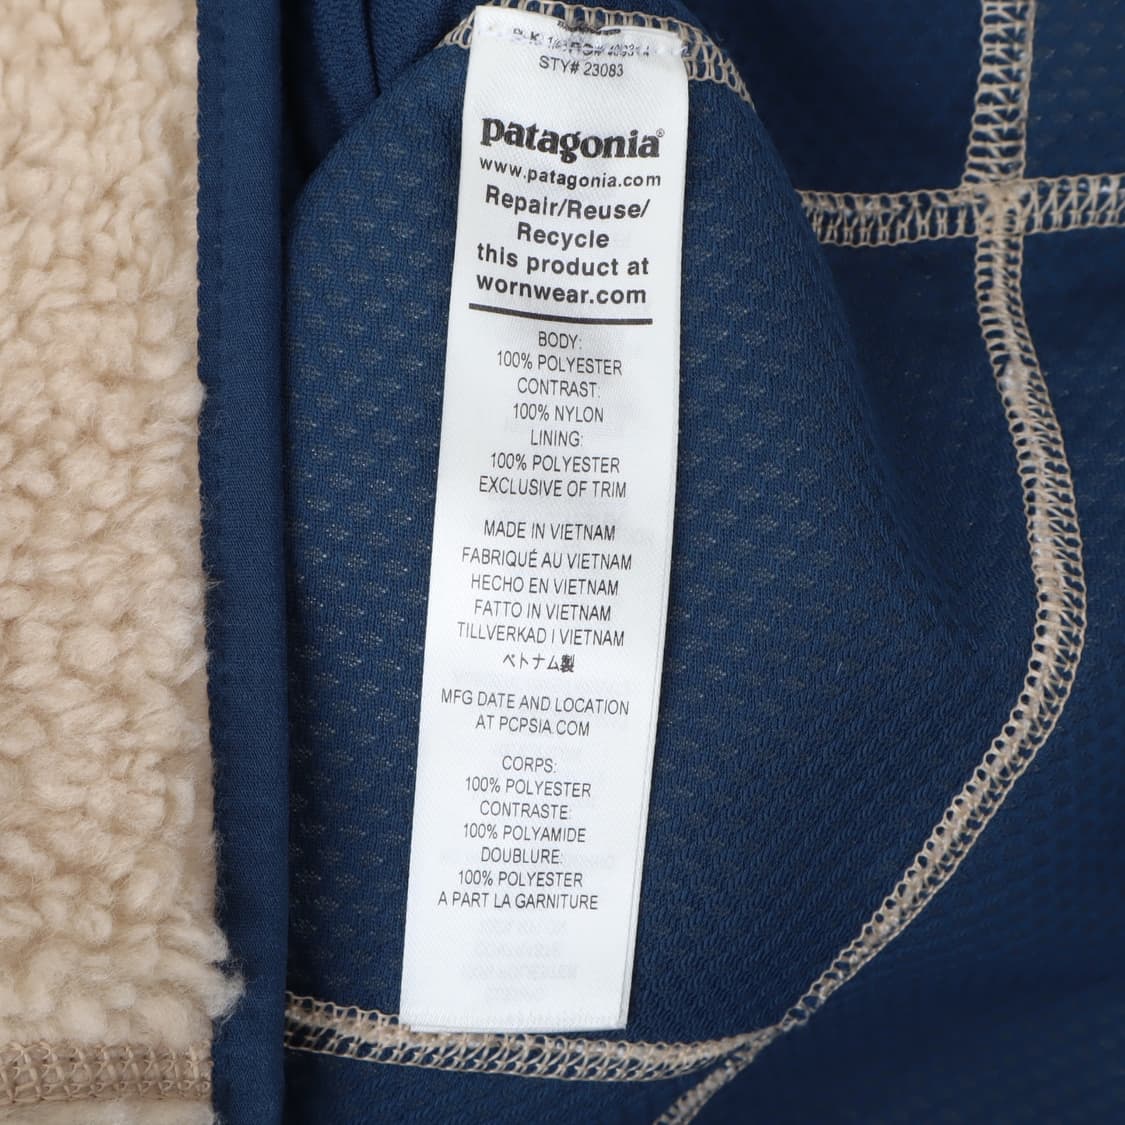 STY# 23083
patagonia®
www.patagonia.com
Repair/Reuse/
Recycle
this product at
wornwear.com
BODY:
100% POLYESTER
CONTRAST:
100% NYLON
LINING:
100% POLYESTER
EXCLUSIVE OF TRIM
MADE IN VIETNAM
FABRIQUÉ AU VIETNAM
HECHO EN VIETNAM
FATTO IN VIETNAM
TILLVERKAD I VIETNAM
ベトナム製
MFG DATE AND LOCATION
AT PCPSIA.COM
CORPS:
100% POLYESTER
CONTRASTE:
100% POLYAMIDE
DOUBLURE:
100% POLYESTER
A PART LA GARNITURE